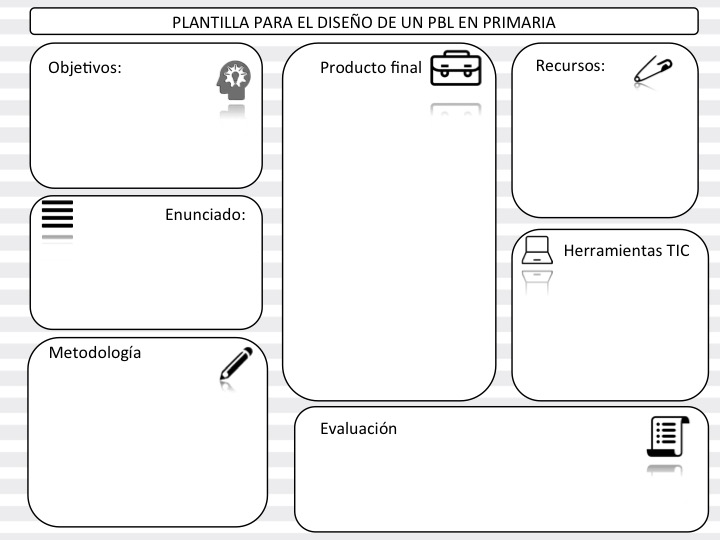 PLANTILLA PARA EL DISEÑO DE UN PBL EN PRIMARIA
Objetivos:
Enunciado:
Metodología
Producto final
Recursos:
Herramientas TIC
Evaluación